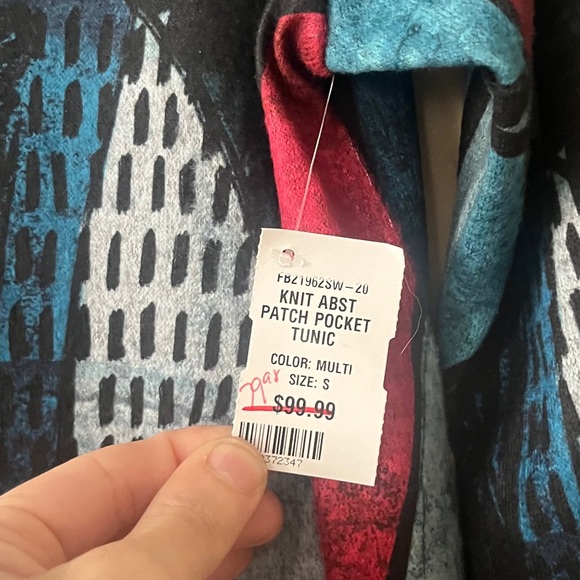 FB21962SW-20
KNIT ABST
PATCH POCKET
TUNIC
COLOR: MULTI
SIZE: S
$99.99
372347